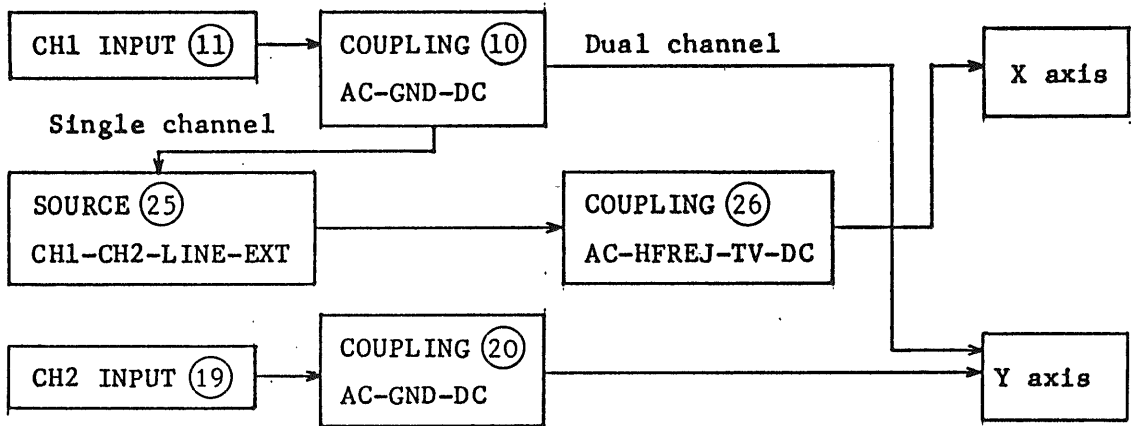 CH1 INPUT 11
COUPLING 10
AC-GND-DC
Dual channel
X axis
Single channel
SOURCE 25
CH1-CH2-LINE-EXT
COUPLING 26
AC-HFREJ-TV-DC
CH2 INPUT 19
COUPLING 20
AC-GND-DC
Y axis